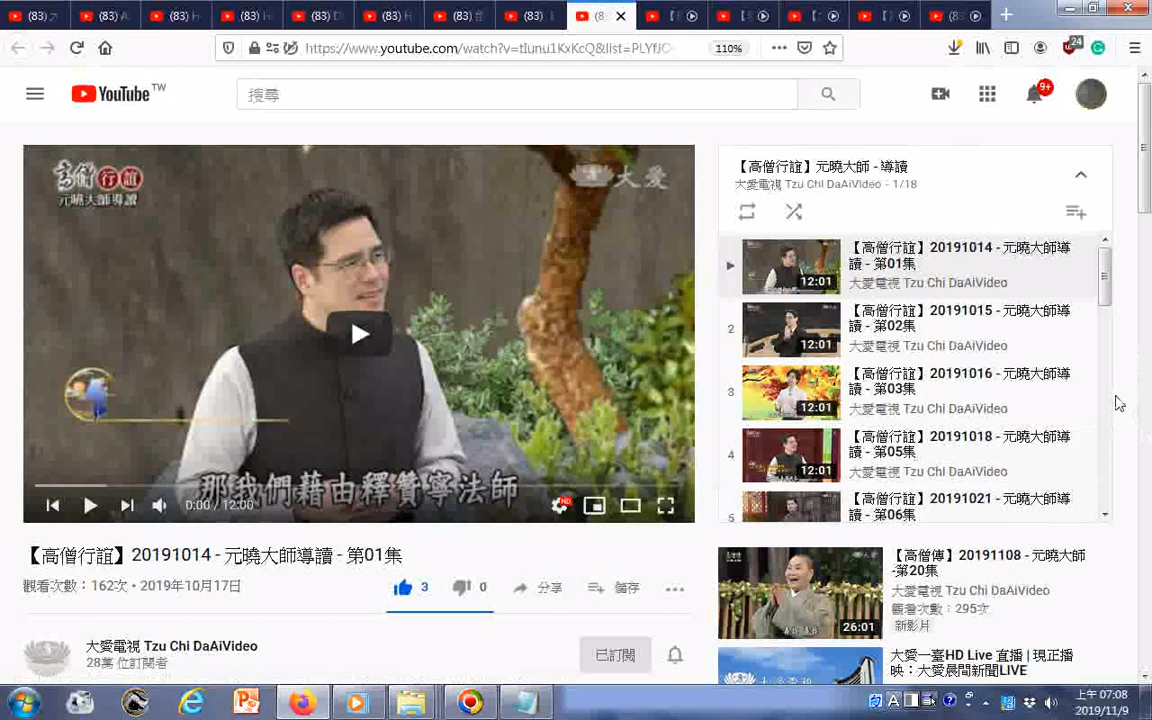 (83) ス
(83) A
(83) H
(83) I
(83) D
(83) H
(83)
(83)
(8
(83
https://www.youtube.com/watch?v=tIunu1KxKcQ&list=PLYfJC
110%
24
YouTube TW
搜尋
9+
高僧行誼
元曉大師導讀
大愛
那我們藉由釋贊寧法師
0:00 / 12:00
HD
【高僧行誼】元曉大師 - 導讀
大愛電視 Tzu Chi DaAiVideo - 1/18
12:01
【高僧行誼】20191014 - 元曉大師導
讀 - 第01集
大愛電視 Tzu Chi DaAiVideo
2
12:01
【高僧行誼】20191015 - 元曉大師導
讀 - 第02集
大愛電視 Tzu Chi DaAiVideo
3
12:01
【高僧行誼】20191016 - 元曉大師導
讀 - 第03集
大愛電視 Tzu Chi DaAiVideo
4
12:01
【高僧行誼】20191018 - 元曉大師導
讀 - 第05集
大愛電視 Tzu Chi DaAiVideo
5
【高僧行誼】20191021 - 元曉大師導
讀 - 第06集
【高僧行誼】20191014 - 元曉大師導讀 - 第01集
觀看次數：162次 • 2019年10月17日
3
0
分享
儲存
大愛電視 Tzu Chi DaAiVideo
28萬 位訂閱者
已訂閱
26:01
【高僧傳】20191108 - 元曉大師
-第20集
大愛電視 Tzu Chi DaAiVideo
觀看次數：295次
新影片
大愛一臺HD Live 直播 | 現正播
映：大愛晨間新聞LIVE
上午 07:08
2019/11/9